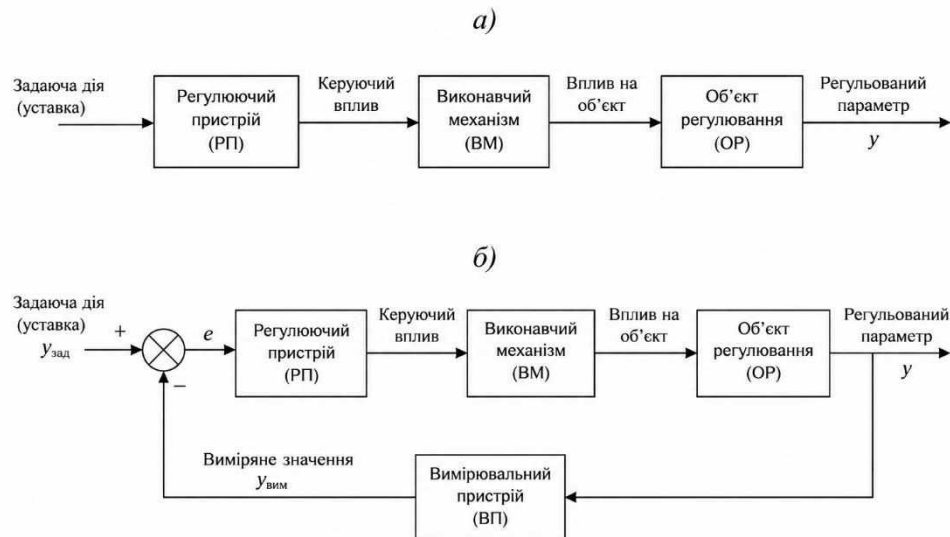 а)
Задаюча дія
(уставка)
Регулюючий
пристрій
(РП)
Керуючий
вплив
Виконавчий
механізм
(ВМ)
Вплив на
об’єкт
Об’єкт
регулювання
(ОР)
Регульований
параметр
y
б)
Задаюча дія
(уставка)
yзад
+
−
e
Регулюючий
пристрій
(РП)
Керуючий
вплив
Виконавчий
механізм
(ВМ)
Вплив на
об’єкт
Об’єкт
регулювання
(ОР)
Регульований
параметр
y
Виміряне значення
yвим
Вимірювальний
пристрій
(ВП)